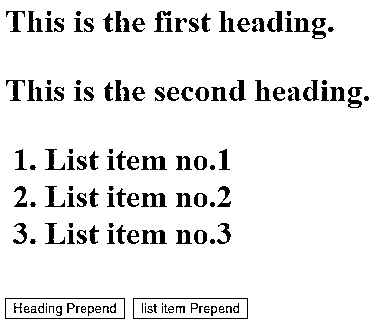 This is the first heading.
This is the second heading.
1. List item no.1
2. List item no.2
3. List item no.3
Heading Prepend list item Prepend